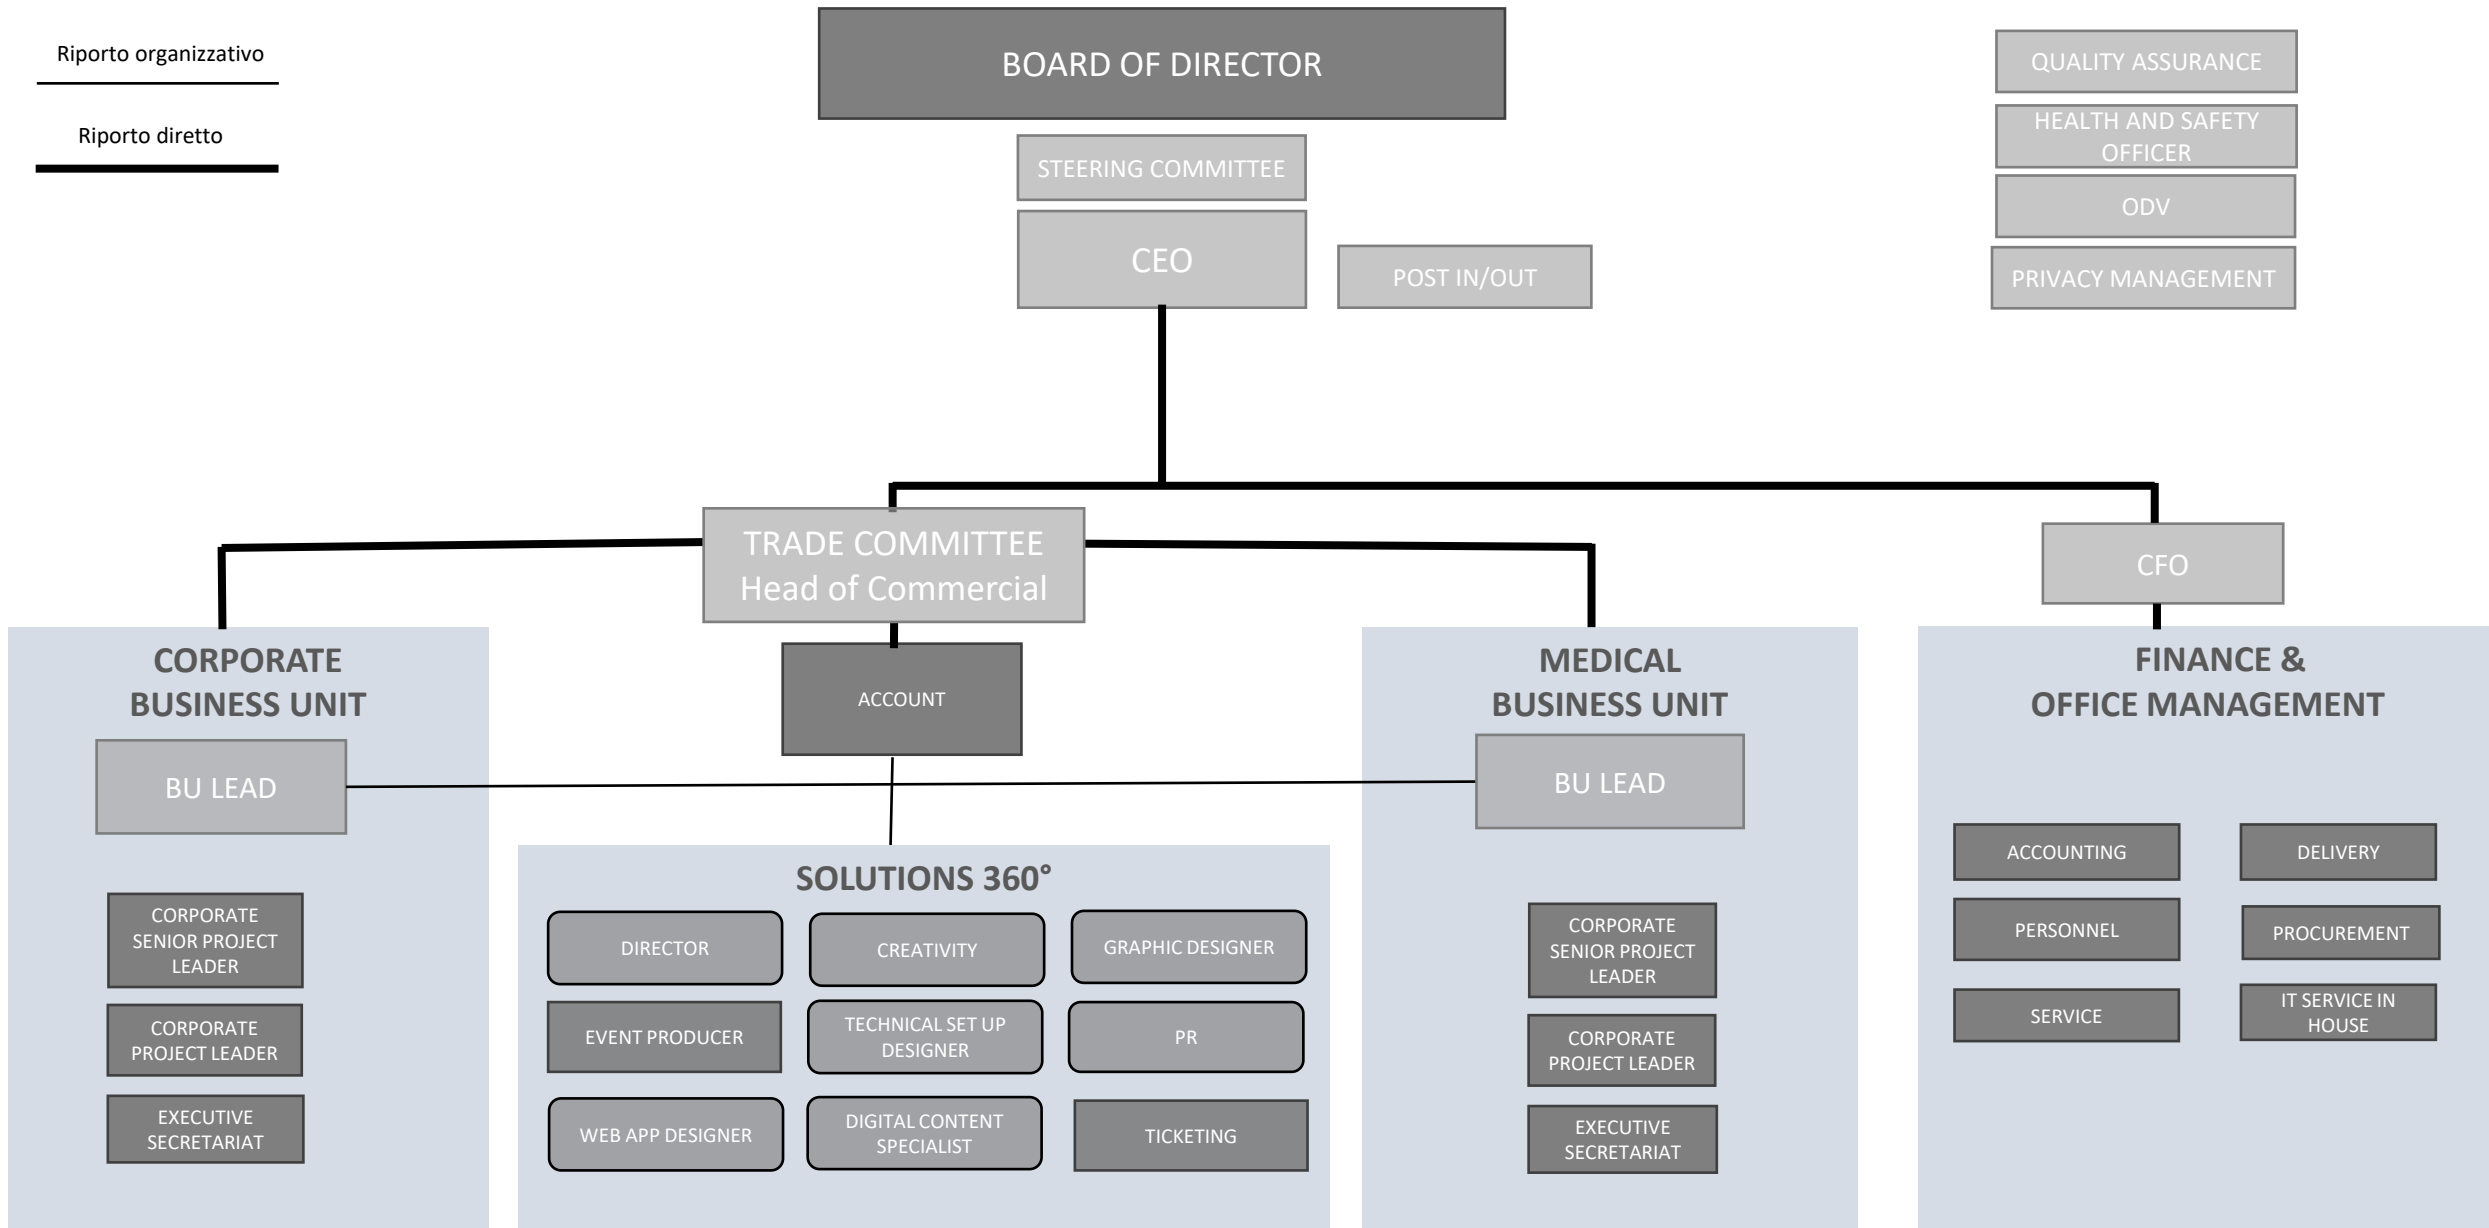 Riporto organizzativo
Riporto diretto
BOARD OF DIRECTOR
STEERING COMMITTEE
CEO
POST IN/OUT
QUALITY ASSURANCE
HEALTH AND SAFETY
OFFICER
ODV
PRIVACY MANAGEMENT
TRADE COMMITTEE
Head of Commercial
CFO
ACCOUNT
CORPORATE
BUSINESS UNIT
BU LEAD
CORPORATE
SENIOR PROJECT
LEADER
CORPORATE
PROJECT LEADER
EXECUTIVE
SECRETARIAT
SOLUTIONS 360°
DIRECTOR
CREATIVITY
GRAPHIC DESIGNER
EVENT PRODUCER
TECHNICAL SET UP
DESIGNER
PR
WEB APP DESIGNER
DIGITAL CONTENT
SPECIALIST
TICKETING
MEDICAL
BUSINESS UNIT
BU LEAD
CORPORATE
SENIOR PROJECT
LEADER
CORPORATE
PROJECT LEADER
EXECUTIVE
SECRETARIAT
FINANCE &
OFFICE MANAGEMENT
ACCOUNTING
DELIVERY
PERSONNEL
PROCUREMENT
SERVICE
IT SERVICE IN
HOUSE